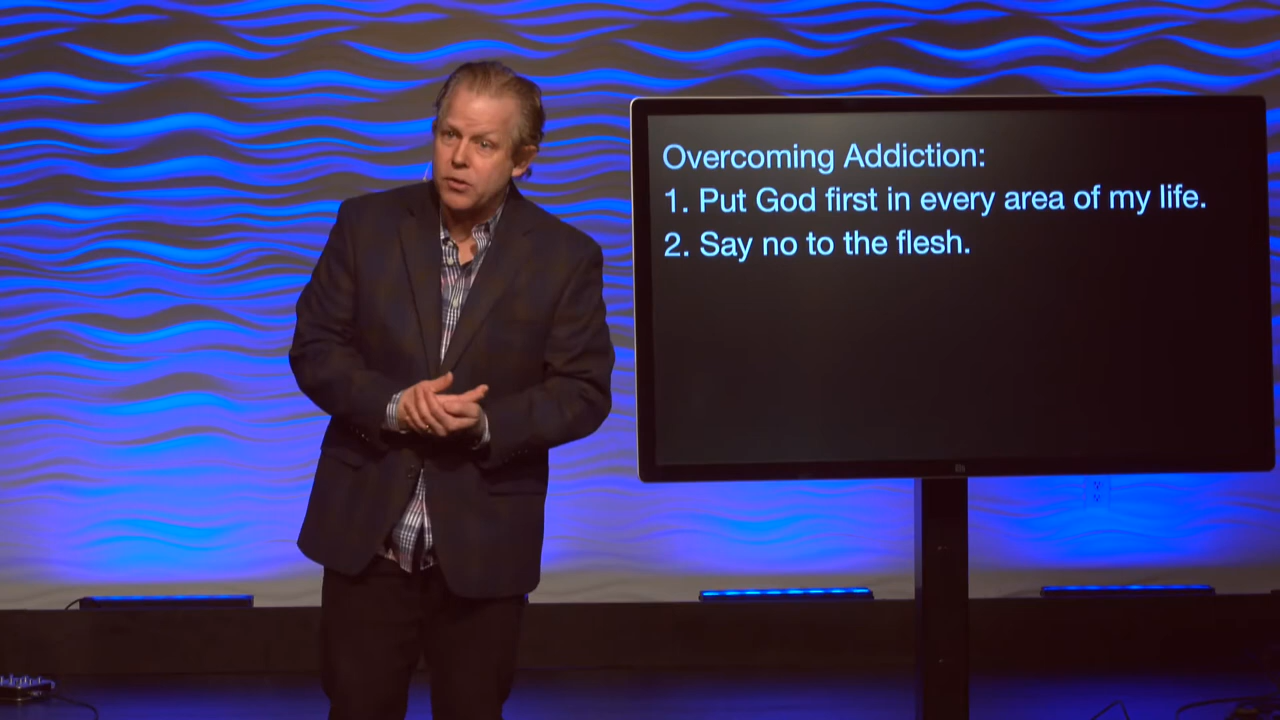 Overcoming Addiction:
1. Put God first in every area of my life.
2. Say no to the flesh.